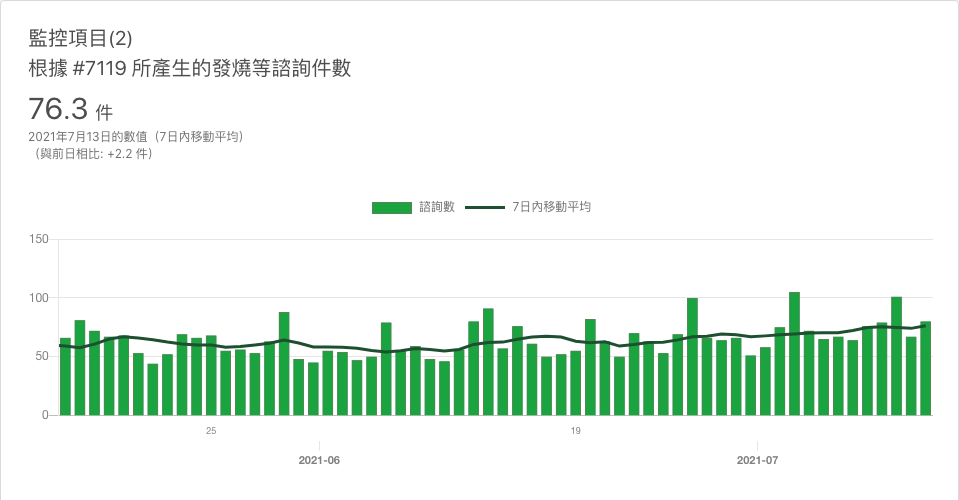 監控項目(2)
根據 #7119 所產生的發燒等諮詢件數
76.3 件
2021年7月13日的數值（7日內移動平均）
（與前日相比: +2.2 件）
諮詢數 7日內移動平均
150
100
50
0
25 19
2021-06 2021-07